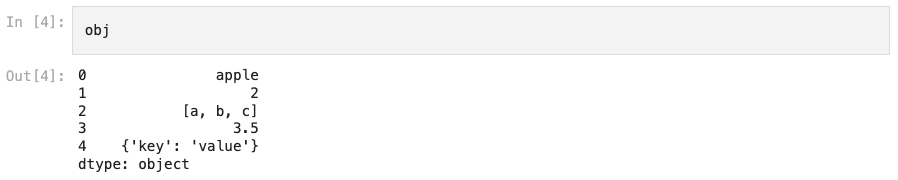 In [4]: obj
Out[4]: 0 apple
1 2
2 [a, b, c]
3 3.5
4 {'key': 'value'}
dtype: object